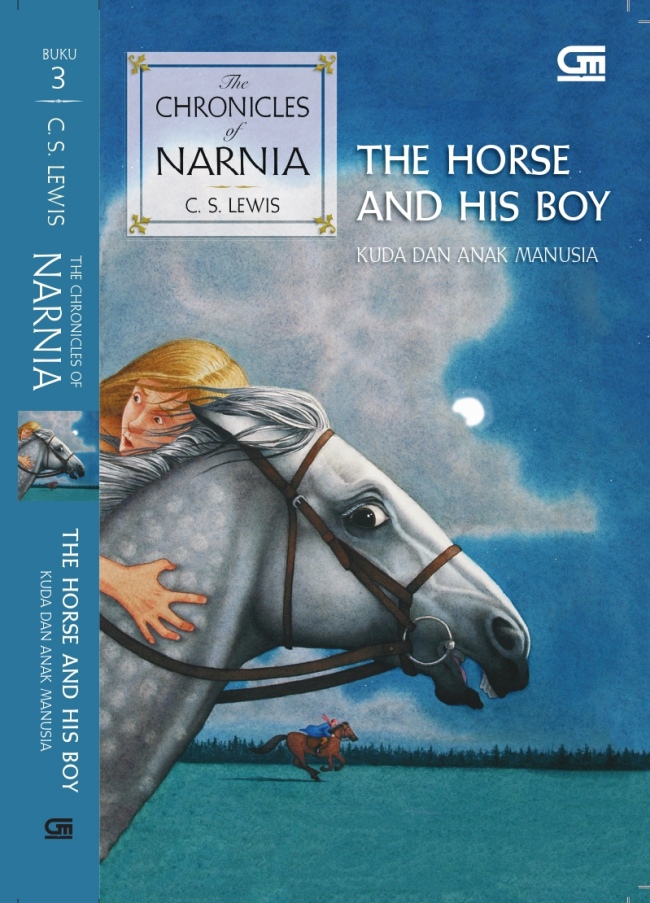 BUKU
3
C. S. LEWIS
THE CHRONICLES OF
NARNIA
THE HORSE AND HIS BOY
KUDA DAN ANAK MANUSIA
Gm
The
CHRONICLES
of
NARNIA
C. S. LEWIS
Gm
THE HORSE
AND HIS BOY
KUDA DAN ANAK MANUSIA